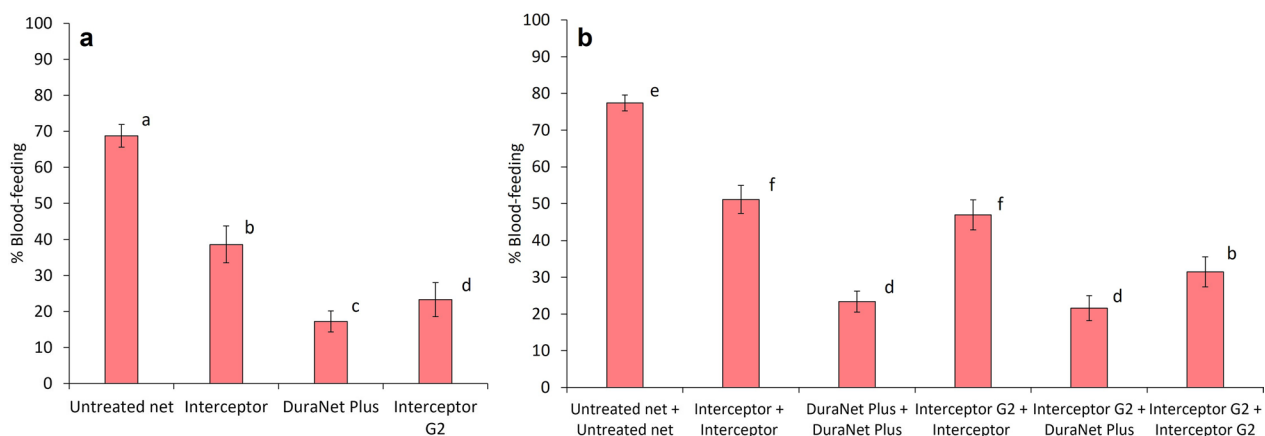 a
% Blood-feeding
100
90
80
70
60
50
40
30
20
10
0
a
b
c
d
Untreated net
Interceptor
DuraNet Plus
Interceptor
G2
b
% Blood-feeding
100
90
80
70
60
50
40
30
20
10
0
e
f
d
f
d
b
Untreated net +
Untreated net
Interceptor +
Interceptor
DuraNet Plus +
DuraNet Plus
Interceptor G2 +
Interceptor
Interceptor G2 +
DuraNet Plus
Interceptor G2 +
Interceptor G2